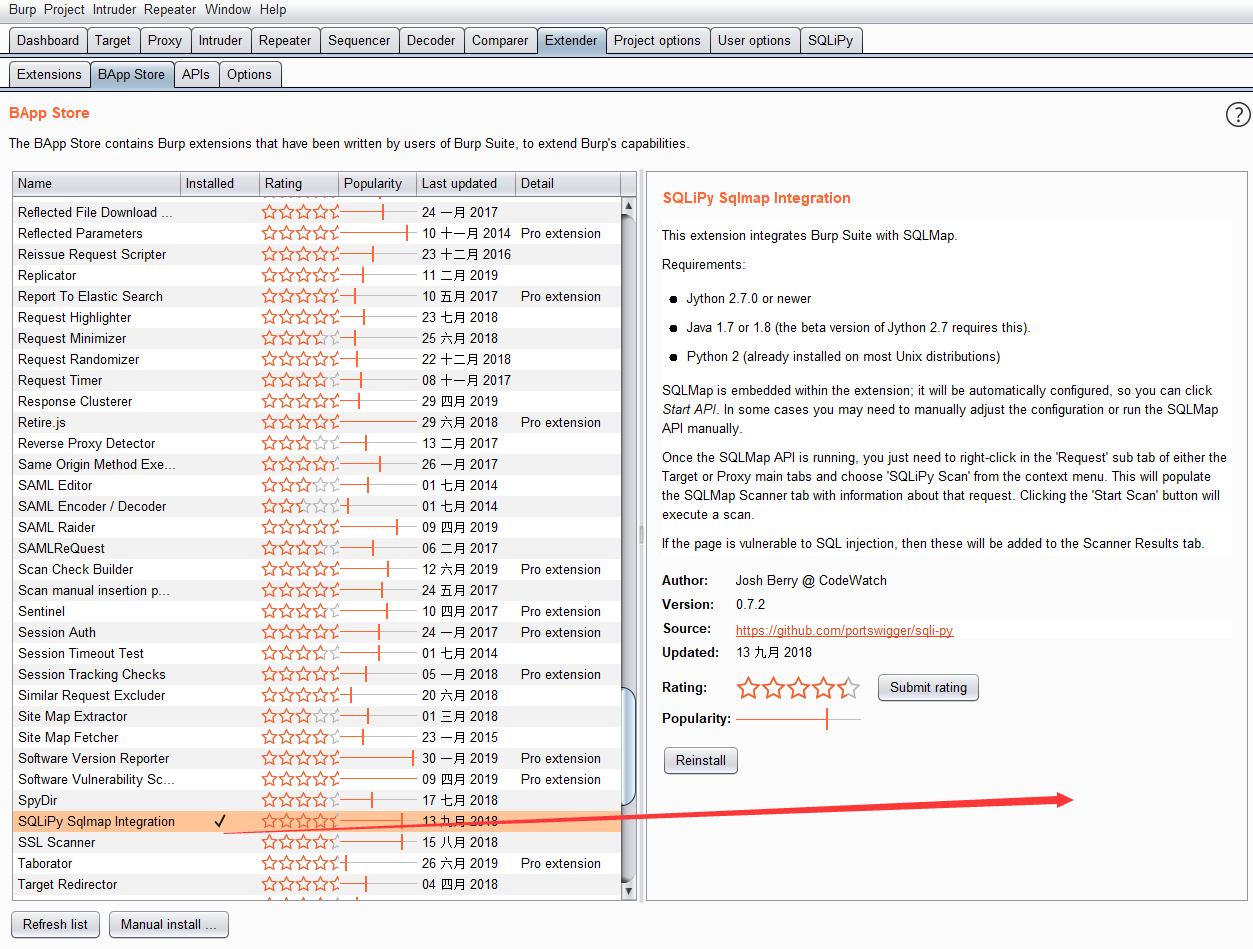 Burp Project Intruder Repeater Window Help
Dashboard Target Proxy Intruder Repeater Sequencer Decoder Comparer Extender Project options User options SQLiPy
Extensions BApp Store APIs Options
BApp Store
?
The BApp Store contains Burp extensions that have been written by users of Burp Suite, to extend Burp's capabilities.
Name Installed Rating Popularity Last updated Detail
Reflected File Download ... 24 一月 2017
Reflected Parameters 10 十一月 2014 Pro extension
Reissue Request Scripter 23 十二月 2016
Replicator 11 二月 2019
Report To Elastic Search 10 五月 2017 Pro extension
Request Highlighter 23 七月 2018
Request Minimizer 25 六月 2018
Request Randomizer 22 十二月 2018
Request Timer 08 十一月 2017
Response Clusterer 29 四月 2019
Retire.js 29 六月 2018 Pro extension
Reverse Proxy Detector 13 二月 2017
Same Origin Method Exe... 26 一月 2017
SAML Editor 01 七月 2014
SAML Encoder / Decoder 01 七月 2014
SAML Raider 09 四月 2019
SAMLReQuest 06 二月 2017
Scan Check Builder 12 六月 2019 Pro extension
Scan manual insertion p... 24 五月 2017
Sentinel 10 四月 2017 Pro extension
Session Auth 24 一月 2017 Pro extension
Session Timeout Test 01 七月 2014
Session Tracking Checks 05 一月 2018 Pro extension
Similar Request Excluder 20 六月 2018
Site Map Extractor 01 三月 2018
Site Map Fetcher 23 一月 2015
Software Version Reporter 30 一月 2019 Pro extension
Software Vulnerability Sc... 09 四月 2019 Pro extension
SpyDir 17 七月 2018
SQLiPy Sqlmap Integration 13 九月 2018
SSL Scanner 15 八月 2018
Taborator 26 六月 2019 Pro extension
Target Redirector 04 四月 2018
Refresh list Manual install ...
SQLiPy Sqlmap Integration
This extension integrates Burp Suite with SQLMap.
Requirements:
Jython 2.7.0 or newer
Java 1.7 or 1.8 (the beta version of Jython 2.7 requires this).
Python 2 (already installed on most Unix distributions)
SQLMap is embedded within the extension; it will be automatically configured, so you can click
Start API. In some cases you may need to manually adjust the configuration or run the SQLMap
API manually.
Once the SQLMap API is running, you just need to right-click in the 'Request' sub tab of either the
Target or Proxy main tabs and choose 'SQLiPy Scan' from the context menu. This will populate
the SQLMap Scanner tab with information about that request. Clicking the 'Start Scan' button will
execute a scan.
If the page is vulnerable to SQL injection, then these will be added to the Scanner Results tab.
Author: Josh Berry @ CodeWatch
Version: 0.7.2
Source: https://github.com/portswigger/sqli-py
Updated: 13 九月 2018
Rating: Submit rating
Popularity:
Reinstall